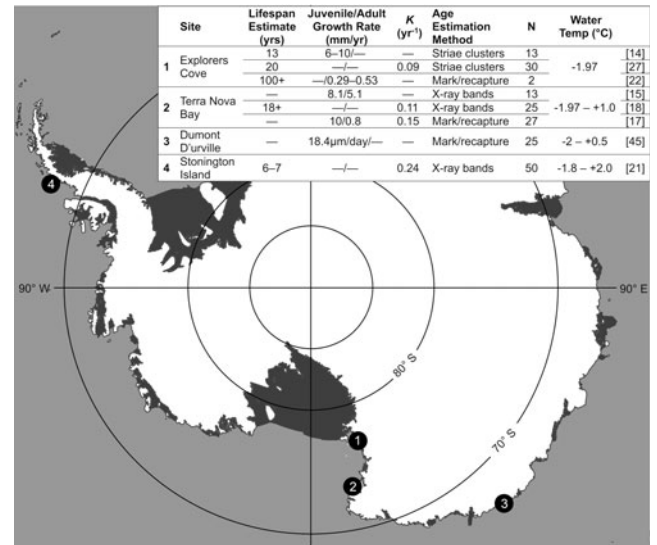 Site Lifespan Estimate (yrs) Juvenile/Adult Growth Rate (mm/yr) K (yr⁻¹) Age Estimation Method N Water Temp (°C)
1 Explorers Cove 13 6–10/— — Striae clusters 13 -1.97 [14]
20 —/— 0.09 Striae clusters 30 [27]
100+ —/0.29–0.53 — Mark/recapture 2 [22]
2 Terra Nova Bay — 8.1/5.1 — X-ray bands 13 -1.97 – +1.0 [15]
18+ —/— 0.11 X-ray bands 25 [18]
— 10/0.8 0.15 Mark/recapture 27 [17]
3 Dumont D'urville — 18.4µm/day/— — Mark/recapture 25 -2 – +0.5 [45]
4 Stonington Island 6–7 —/— 0.24 X-ray bands 50 -1.8 – +2.0 [21]
4
90° W
90° E
80° S
70° S
1
2
3